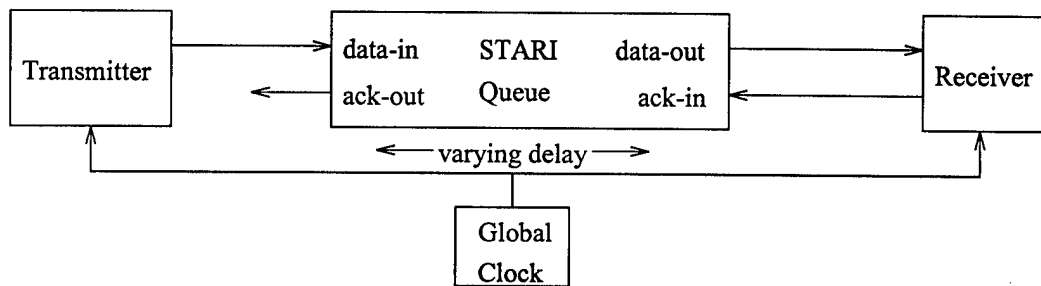 Transmitter
data-in STARI data-out
ack-out Queue ack-in
Receiver
varying delay
Global
Clock